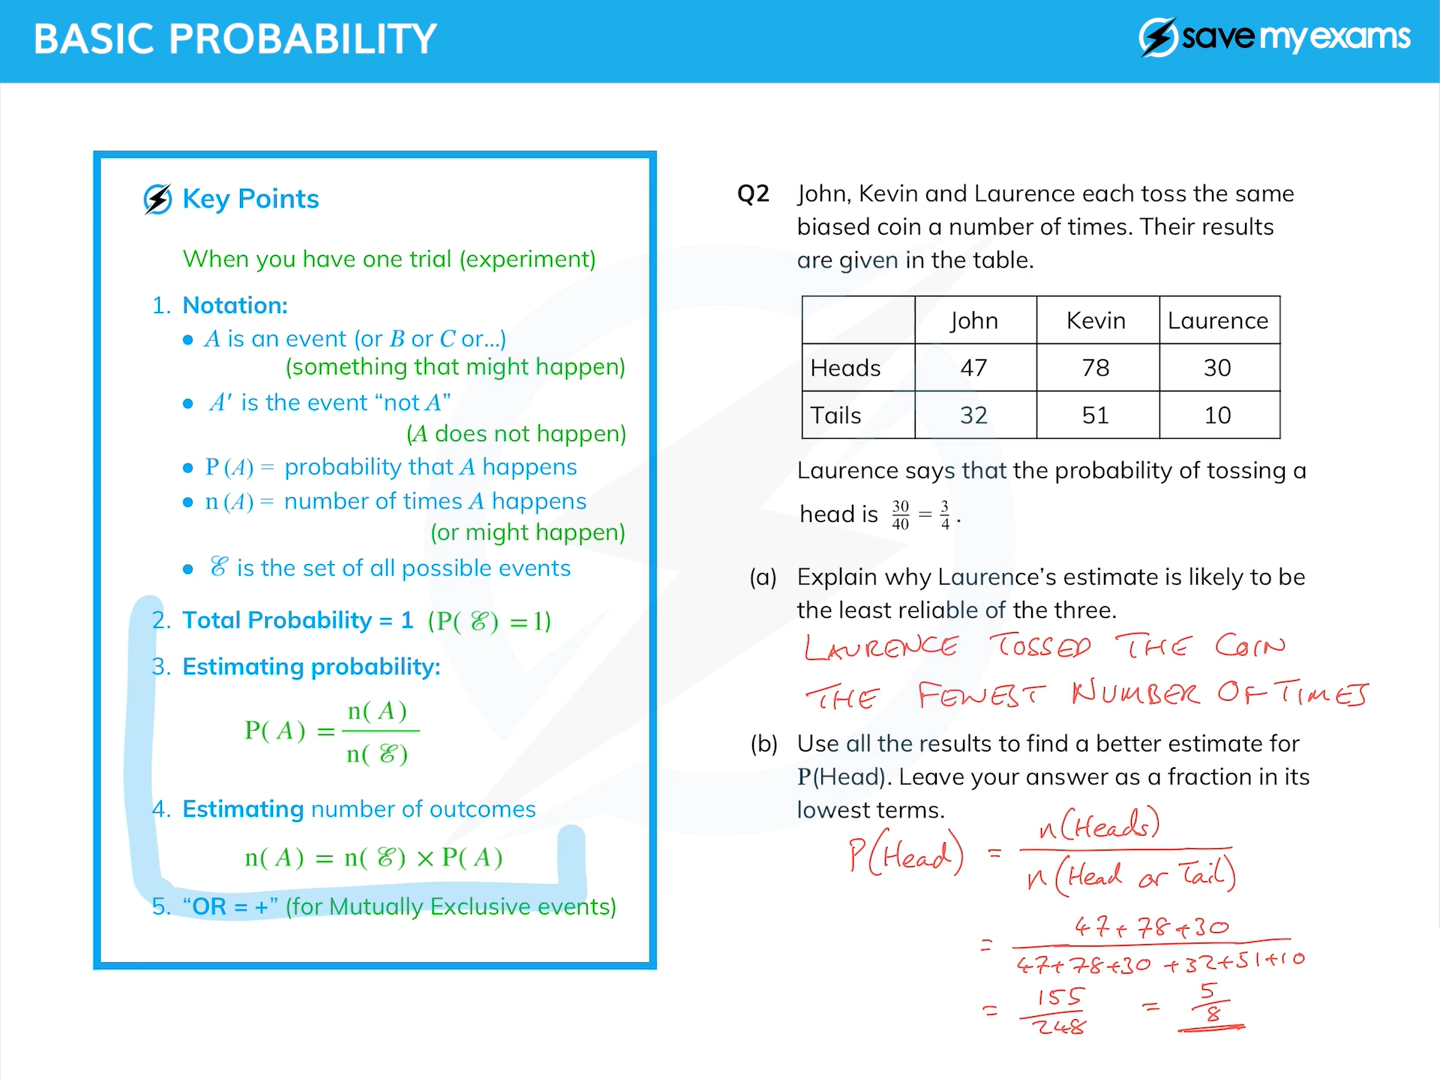 BASIC PROBABILITY
save my exams
Key Points
When you have one trial (experiment)
1. Notation:
• A is an event (or B or C or...)
(something that might happen)
• A′ is the event “not A”
(A does not happen)
• P (A) = probability that A happens
• n (A) = number of times A happens
(or might happen)
• ℰ is the set of all possible events
2. Total Probability = 1 (P( ℰ ) = 1)
3. Estimating probability:
P( A ) = n( A ) / n( ℰ )
4. Estimating number of outcomes
n( A ) = n( ℰ ) × P( A )
5. “OR = +” (for Mutually Exclusive events)
Q2 John, Kevin and Laurence each toss the same
biased coin a number of times. Their results
are given in the table.
John Kevin Laurence
Heads 47 78 30
Tails 32 51 10
Laurence says that the probability of tossing a
head is 30/40 = 3/4 .
(a) Explain why Laurence’s estimate is likely to be
the least reliable of the three.
LAURENCE TOSSED THE COIN
THE FEWEST NUMBER OF TIMES
(b) Use all the results to find a better estimate for
P(Head). Leave your answer as a fraction in its
lowest terms.
P(Head) = n(Heads) / n(Head or Tail)
= 47+78+30 / 47+78+30+32+51+10
= 155/248 = 5/8